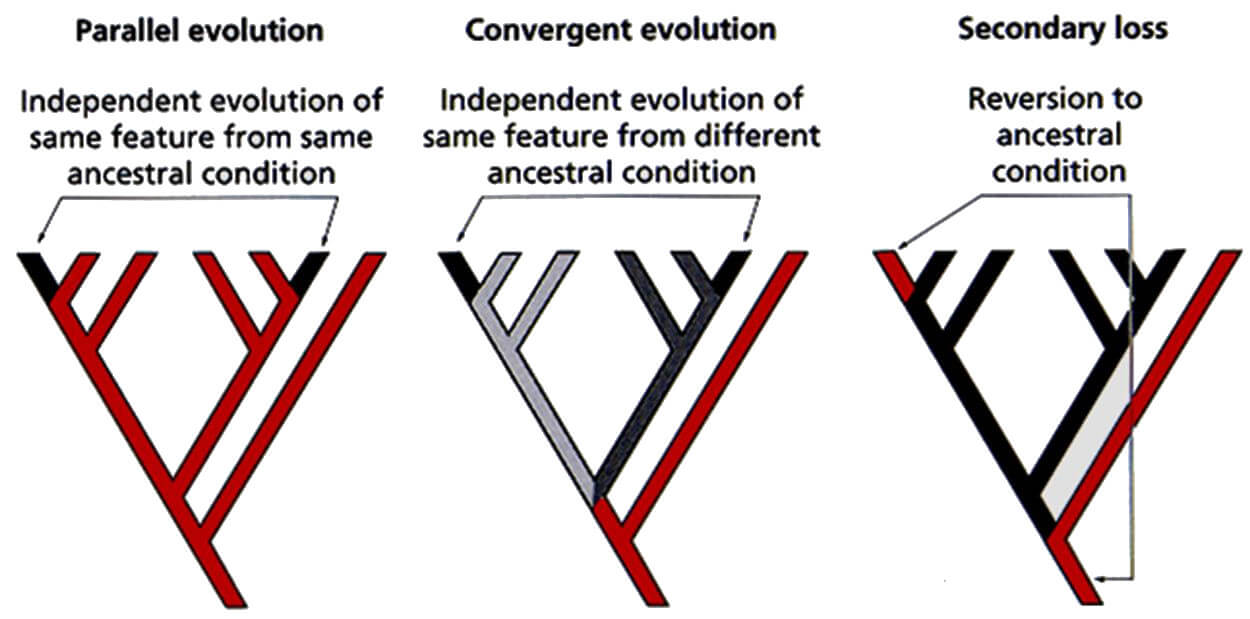 Parallel evolution
Independent evolution of
same feature from same
ancestral condition
Convergent evolution
Independent evolution of
same feature from different
ancestral condition
Secondary loss
Reversion to
ancestral
condition